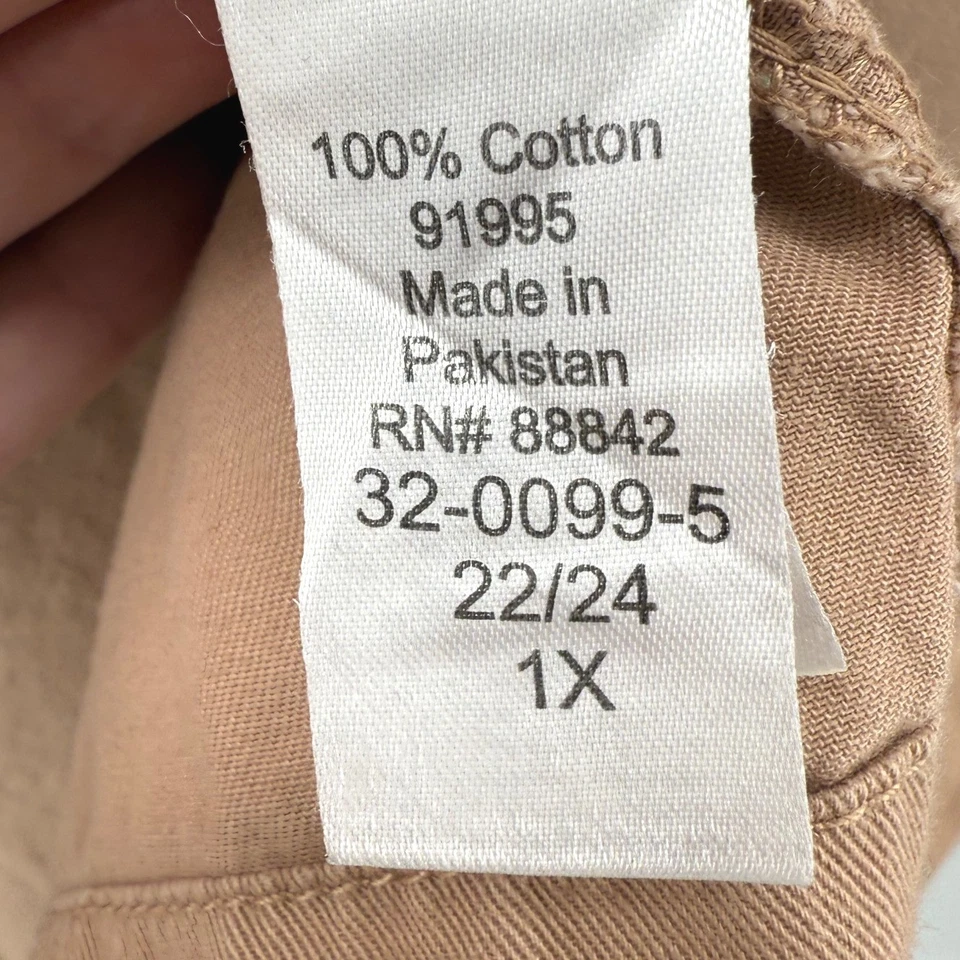 100% Cotton
91995
Made in
Pakistan
RN# 88842
32-0099-5
22/24
1X